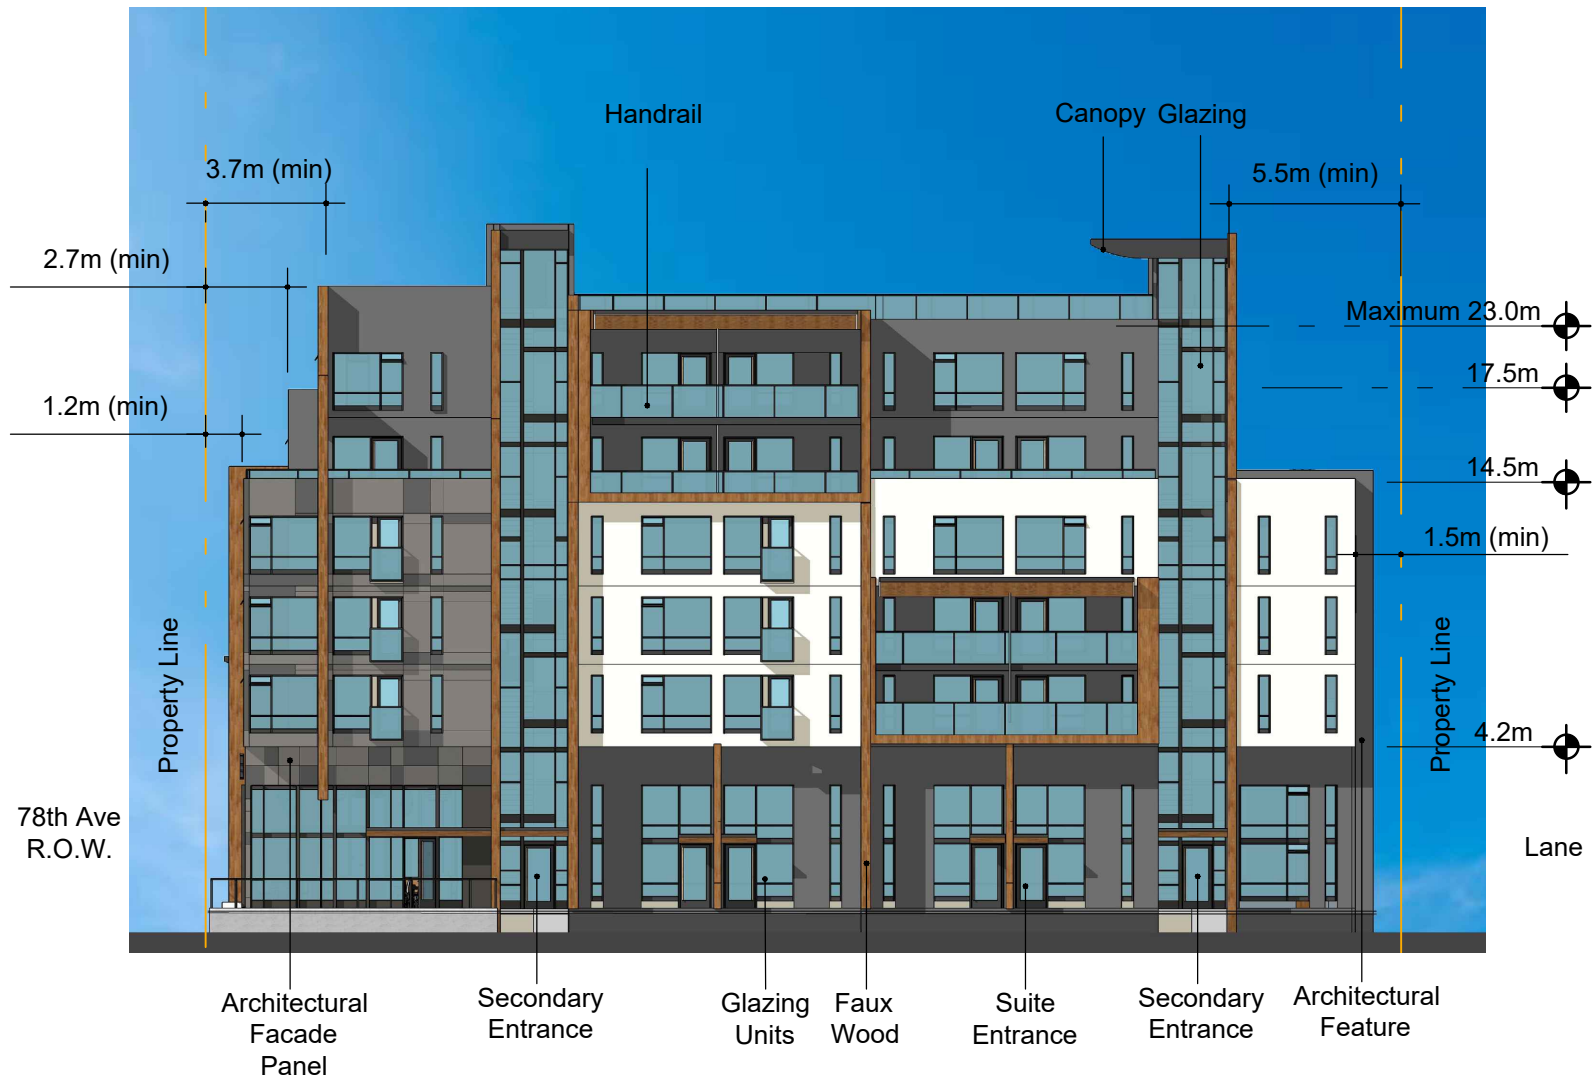 Handrail
Canopy
Glazing
3.7m (min)
5.5m (min)
2.7m (min)
Maximum 23.0m
17.5m
1.2m (min)
14.5m
1.5m (min)
Property Line
Property Line
4.2m
78th Ave
R.O.W.
Lane
Architectural
Facade
Panel
Secondary
Entrance
Glazing
Units
Faux
Wood
Suite
Entrance
Secondary
Entrance
Architectural
Feature